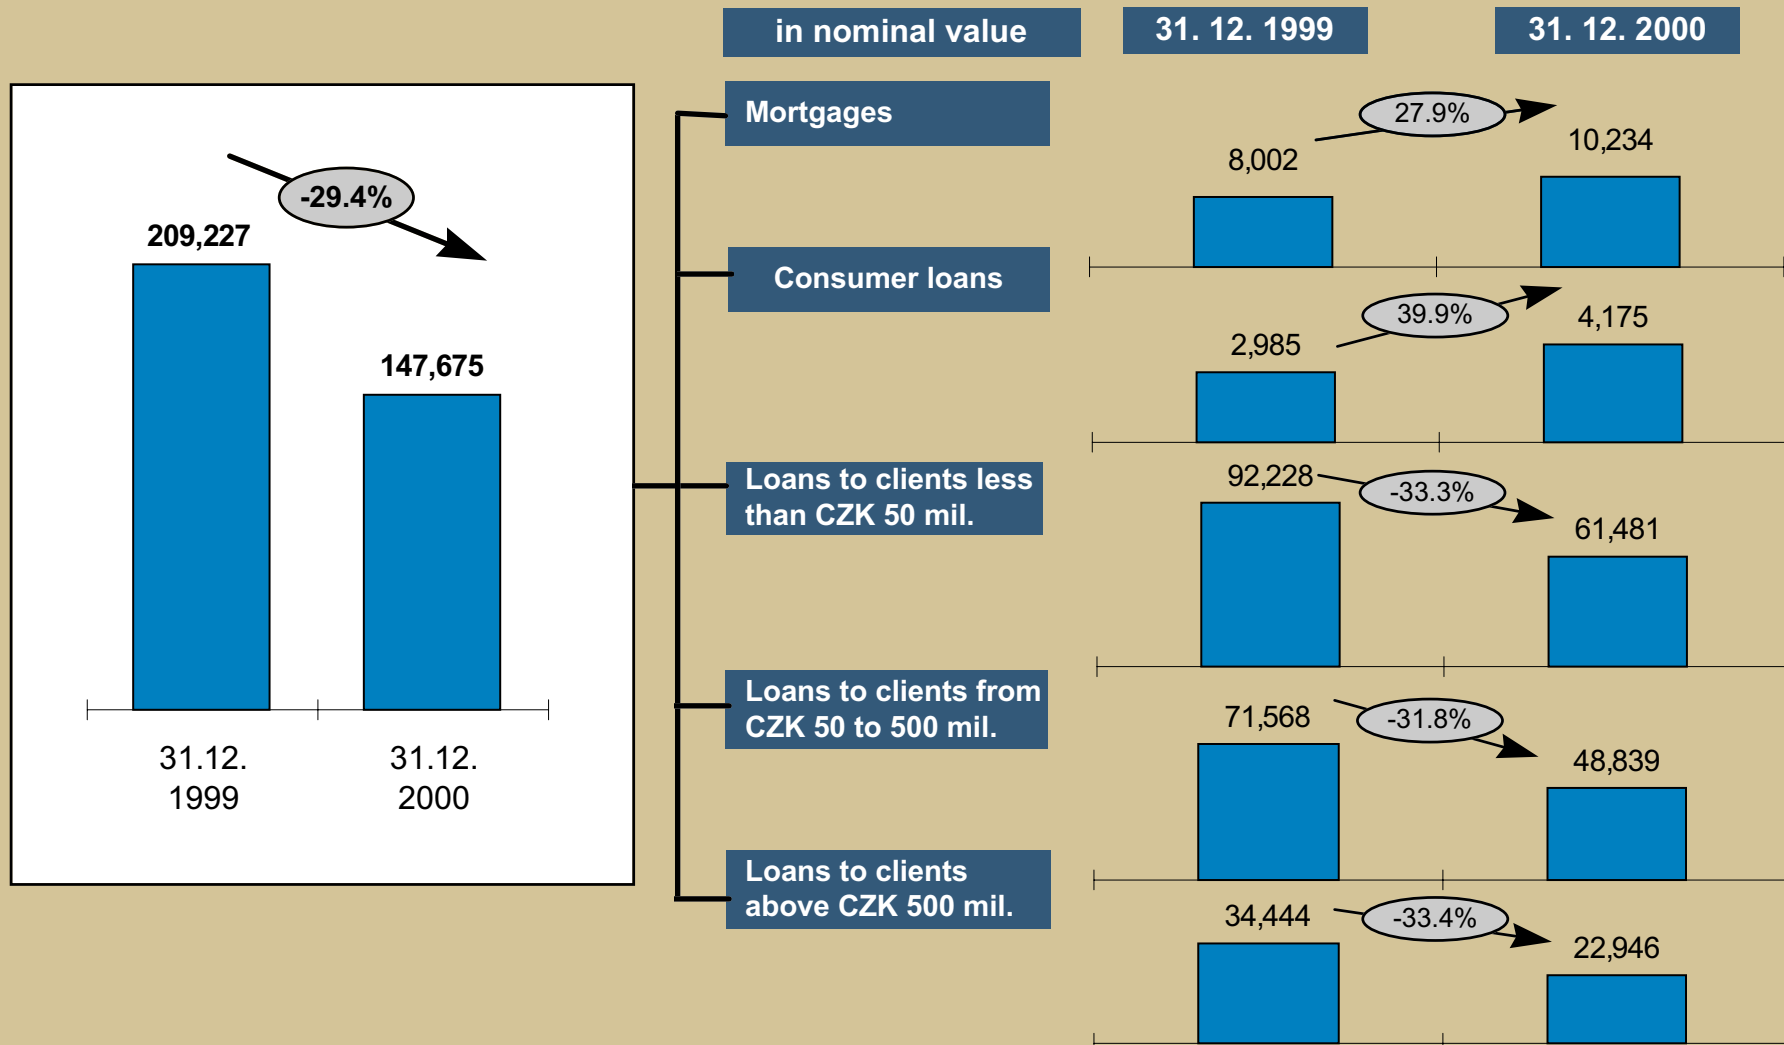 in nominal value
31. 12. 1999
31. 12. 2000
-29.4%
209,227
147,675
31.12.
1999
31.12.
2000
Mortgages
8,002
27.9%
10,234
Consumer loans
2,985
39.9%
4,175
Loans to clients less
than CZK 50 mil.
92,228
-33.3%
61,481
Loans to clients from
CZK 50 to 500 mil.
71,568
-31.8%
48,839
Loans to clients
above CZK 500 mil.
34,444
-33.4%
22,946